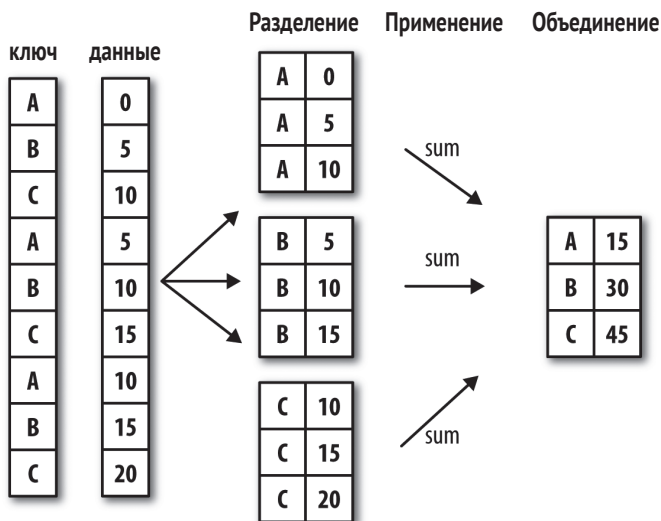 Разделение Применение Объединение
ключ данные
A 0
B 5
C 10
A 5
B 10
C 15
A 10
B 15
C 20
A 0
A 5
A 10
B 5
B 10
B 15
C 10
C 15
C 20
sum
sum
sum
A 15
B 30
C 45